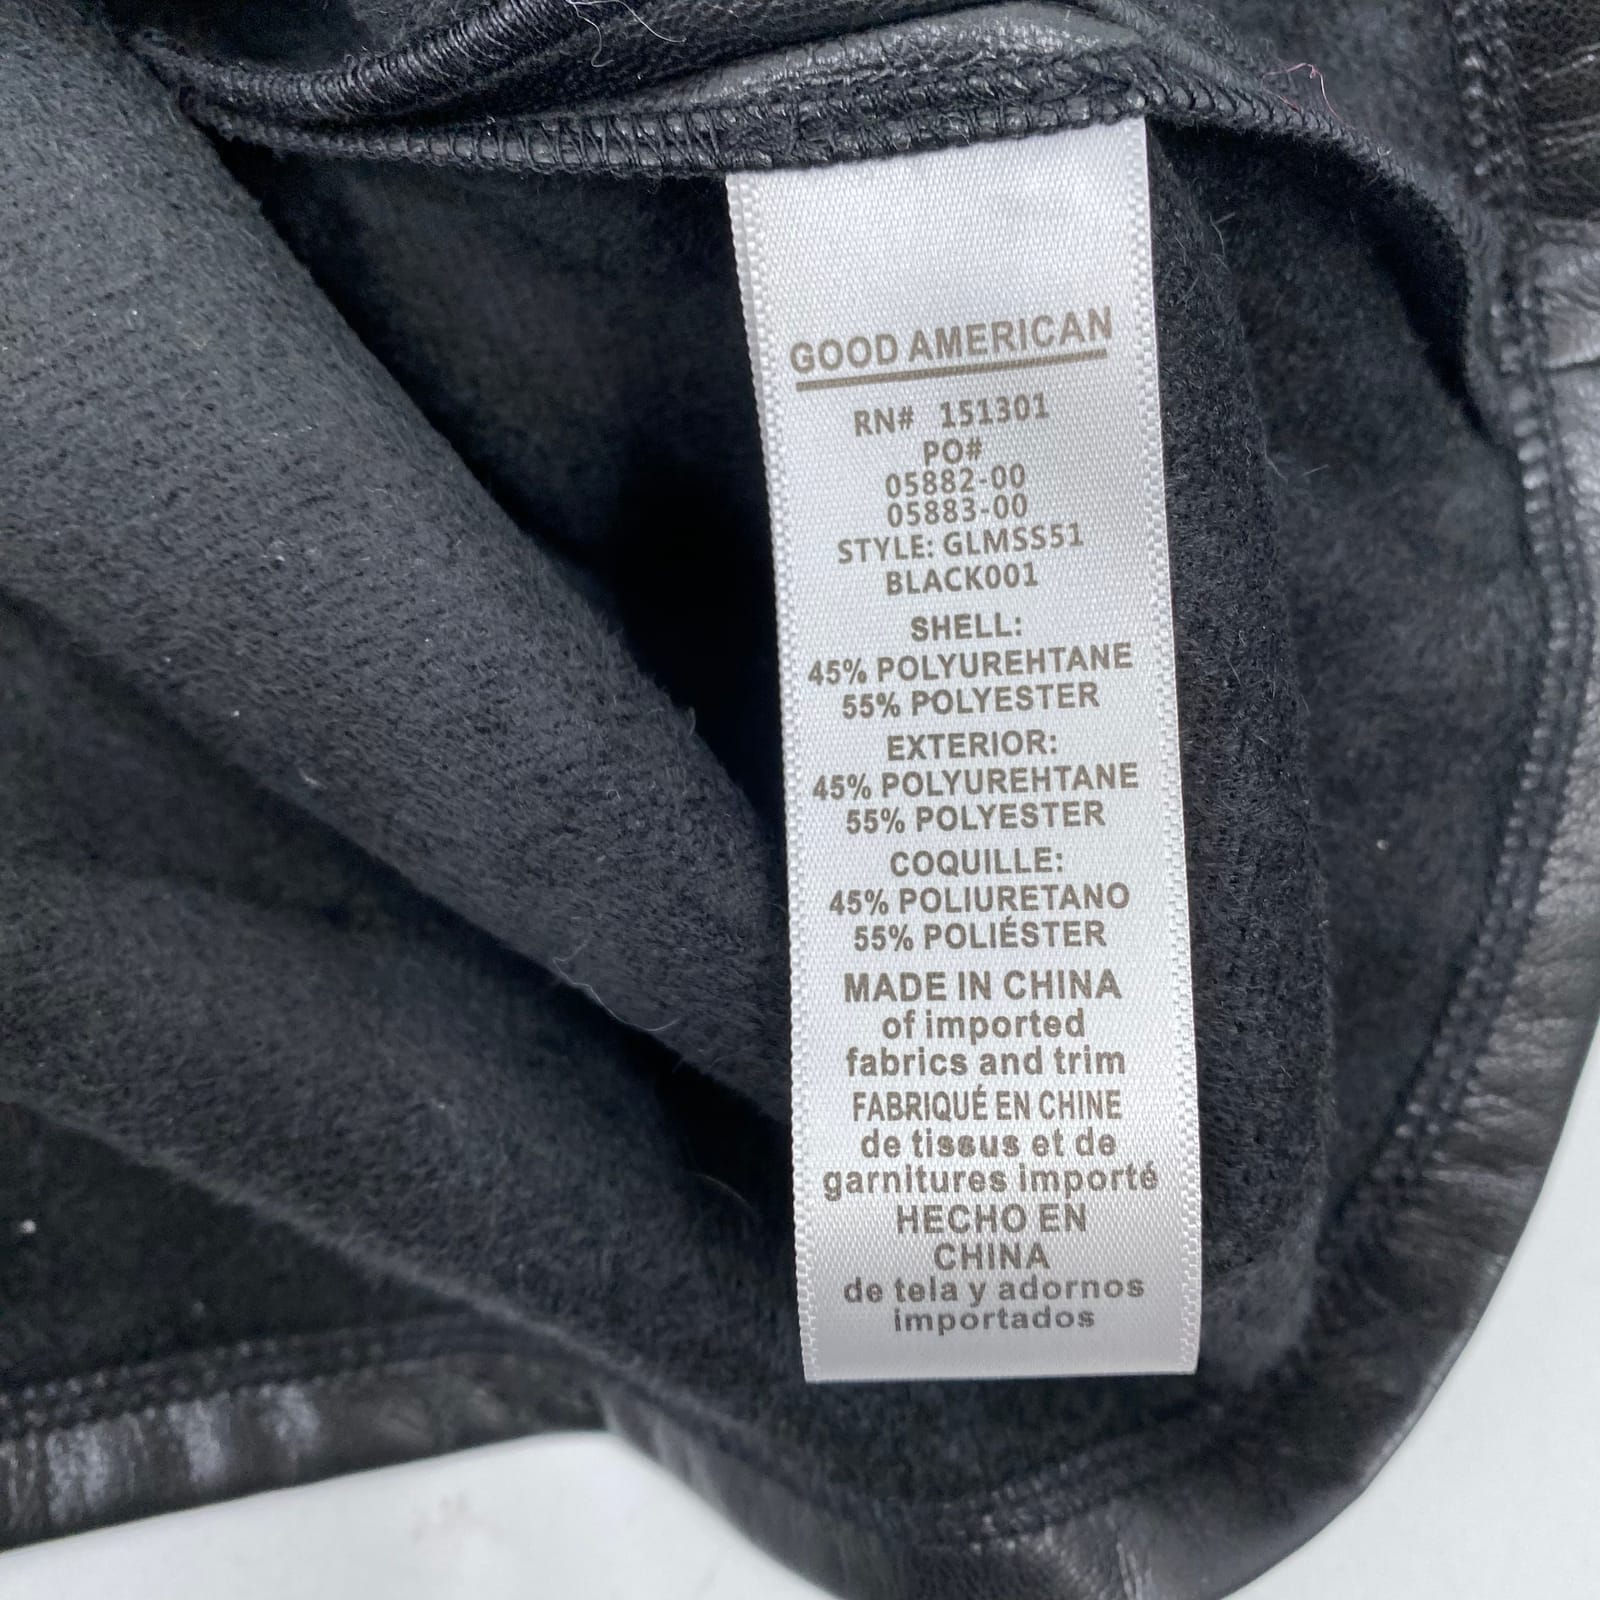 GOOD AMERICAN
RN# 151301
PO#
05882-00
05883-00
STYLE: GLMSS51
BLACK001
SHELL:
45% POLYUREHTANE
55% POLYESTER
EXTERIOR:
45% POLYUREHTANE
55% POLYESTER
COQUILLE:
45% POLIURETANO
55% POLIÉSTER
MADE IN CHINA
of imported
fabrics and trim
FABRIQUÉ EN CHINE
de tissus et de
garnitures importé
HECHO EN
CHINA
de tela y adornos
importados